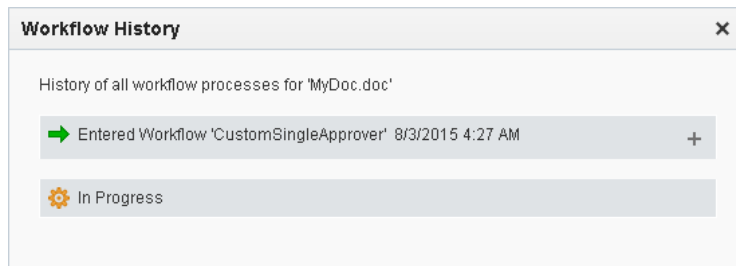 Workflow History
History of all workflow processes for 'MyDoc.doc'
Entered Workflow 'CustomSingleApprover' 8/3/2015 4:27 AM
In Progress